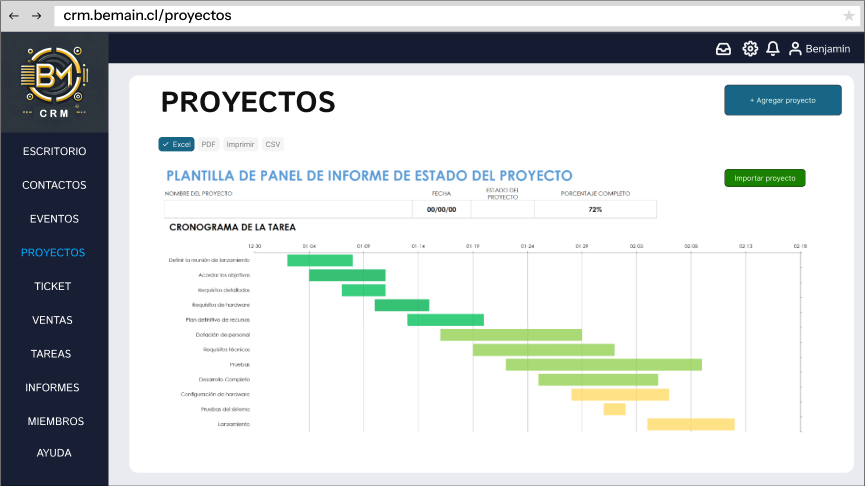 crm.bemain.cl/proyectos
BM
CRM
Benjamín
ESCRITORIO
CONTACTOS
EVENTOS
PROYECTOS
TICKET
VENTAS
TAREAS
INFORMES
MIEMBROS
AYUDA
PROYECTOS
+ Agregar proyecto
Excel PDF Imprimir CSV
PLANTILLA DE PANEL DE INFORME DE ESTADO DEL PROYECTO
Importar proyecto
NOMBRE DEL PROYECTO FECHA ESTADO DEL PROYECTO PORCENTAJE COMPLETO
00/00/00 72%
CRONOGRAMA DE LA TAREA
12-30 01-04 01-09 01-14 01-19 01-24 01-29 02-03 02-08 02-13 02-18
Definir la reunión de lanzamiento
Acordar los objetivos
Requisitos detallados
Requisitos de hardware
Plan definitivo de recursos
Dotación de personal
Requisitos técnicos
Pruebas
Desarrollo Completo
Configuración de hardware
Pruebas del sistema
Lanzamiento